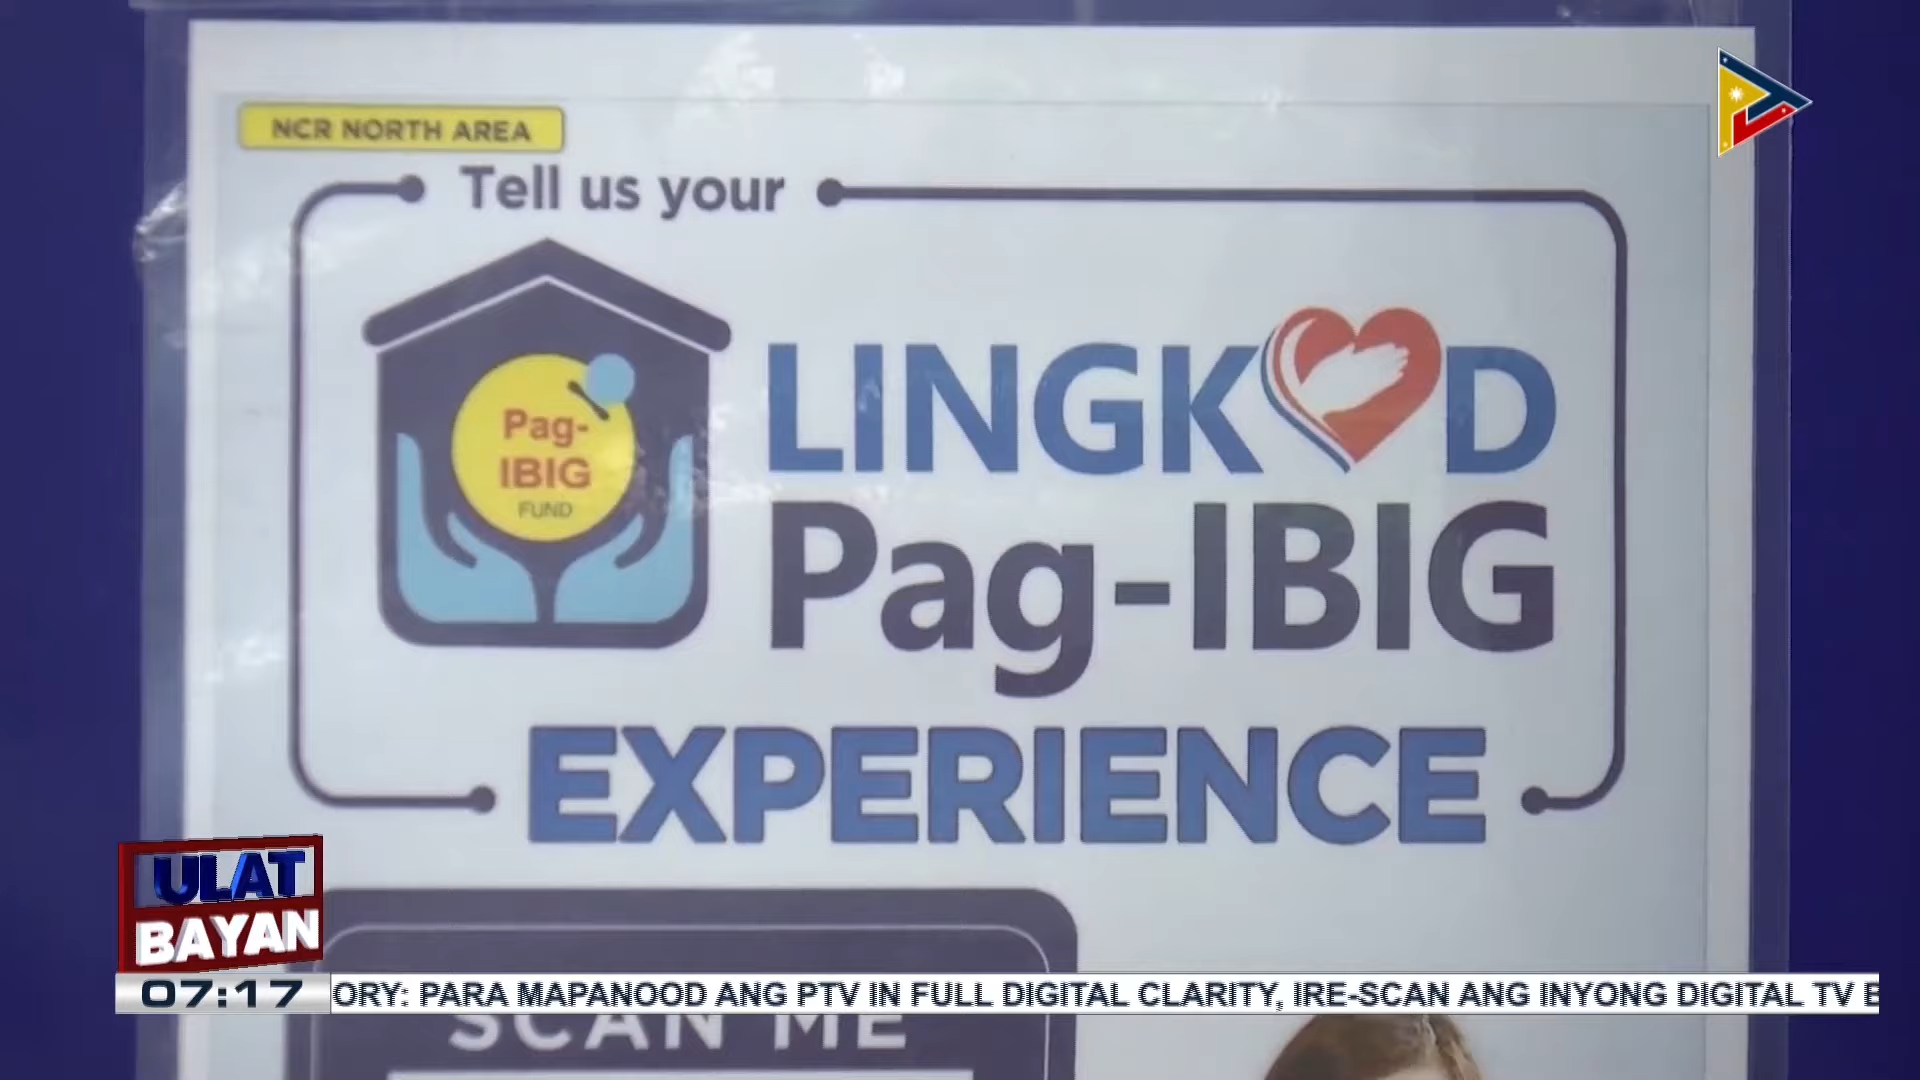 NCR NORTH AREA
Tell us your
Pag-
IBIG
FUND
LINGKOD
Pag-IBIG
EXPERIENCE
ULAT
BAYAN
07:17
ORY: PARA MAPANOOD ANG PTV IN FULL DIGITAL CLARITY, IRE-SCAN ANG INYONG DIGITAL TV
SCAN ME